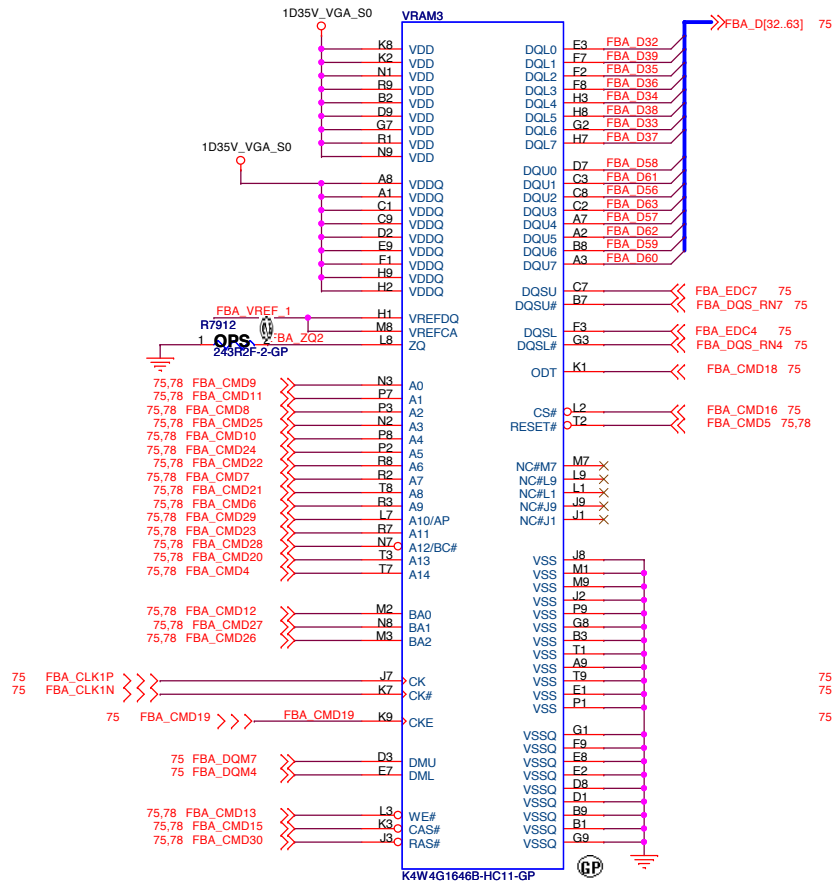 1D35V_VGA_S0
VRAM3
FBA_D[32..63] 75
K8 VDD DQL0 E3 FBA_D32
K2 VDD DQL1 F7 FBA_D39
N1 VDD DQL2 F2 FBA_D35
R9 VDD DQL3 F8 FBA_D36
B2 VDD DQL4 H3 FBA_D34
D9 VDD DQL5 H8 FBA_D38
G7 VDD DQL6 G2 FBA_D33
R1 VDD DQL7 H7 FBA_D37
N9 VDD
1D35V_VGA_S0
A8 VDDQ DQU0 D7 FBA_D58
A1 VDDQ DQU1 C3 FBA_D61
C1 VDDQ DQU2 C8 FBA_D56
C9 VDDQ DQU3 C2 FBA_D63
D2 VDDQ DQU4 A7 FBA_D57
E9 VDDQ DQU5 A2 FBA_D62
F1 VDDQ DQU6 B8 FBA_D59
H9 VDDQ DQU7 A3 FBA_D60
H2 VDDQ
DQSU C7 FBA_EDC7 75
DQSU# B7 FBA_DQS_RN7 75
FBA_VREF_1 H1 VREFDQ
M8 VREFCA DQSL F3 FBA_EDC4 75
R7912 1 OPS FBA_ZQ2 L8 ZQ DQSL# G3 FBA_DQS_RN4 75
243R2F-2-GP
ODT K1 FBA_CMD18 75
75,78 FBA_CMD9 N3 A0
75,78 FBA_CMD11 P7 A1
75,78 FBA_CMD8 P3 A2 CS# L2 FBA_CMD16 75
75,78 FBA_CMD25 N2 A3 RESET# T2 FBA_CMD5 75,78
75,78 FBA_CMD10 P8 A4
75,78 FBA_CMD24 P2 A5
75,78 FBA_CMD22 R8 A6 NC#M7 M7
75,78 FBA_CMD7 R2 A7 NC#L9 L9
75,78 FBA_CMD21 T8 A8 NC#L1 L1
75,78 FBA_CMD6 R3 A9 NC#J9 J9
75,78 FBA_CMD29 L7 A10/AP NC#J1 J1
75,78 FBA_CMD23 R7 A11
75,78 FBA_CMD28 N7 A12/BC#
75,78 FBA_CMD20 T3 A13 VSS J8
75,78 FBA_CMD4 T7 A14 VSS M1
VSS M9
VSS J2
75,78 FBA_CMD12 M2 BA0 VSS P9
75,78 FBA_CMD27 N8 BA1 VSS G8
75,78 FBA_CMD26 M3 BA2 VSS B3
VSS T1
VSS A9
75 FBA_CLK1P J7 CK VSS T9 75
75 FBA_CLK1N K7 CK# VSS E1 75
VSS P1
75 FBA_CMD19 FBA_CMD19 K9 CKE 75
VSSQ G1
VSSQ F9
75 FBA_DQM7 D3 DMU VSSQ E8
75 FBA_DQM4 E7 DML VSSQ E2
VSSQ D8
VSSQ D1
75,78 FBA_CMD13 L3 WE# VSSQ B9
75,78 FBA_CMD15 K3 CAS# VSSQ B1
75,78 FBA_CMD30 J3 RAS# VSSQ G9
K4W4G1646B-HC11-GP
GP